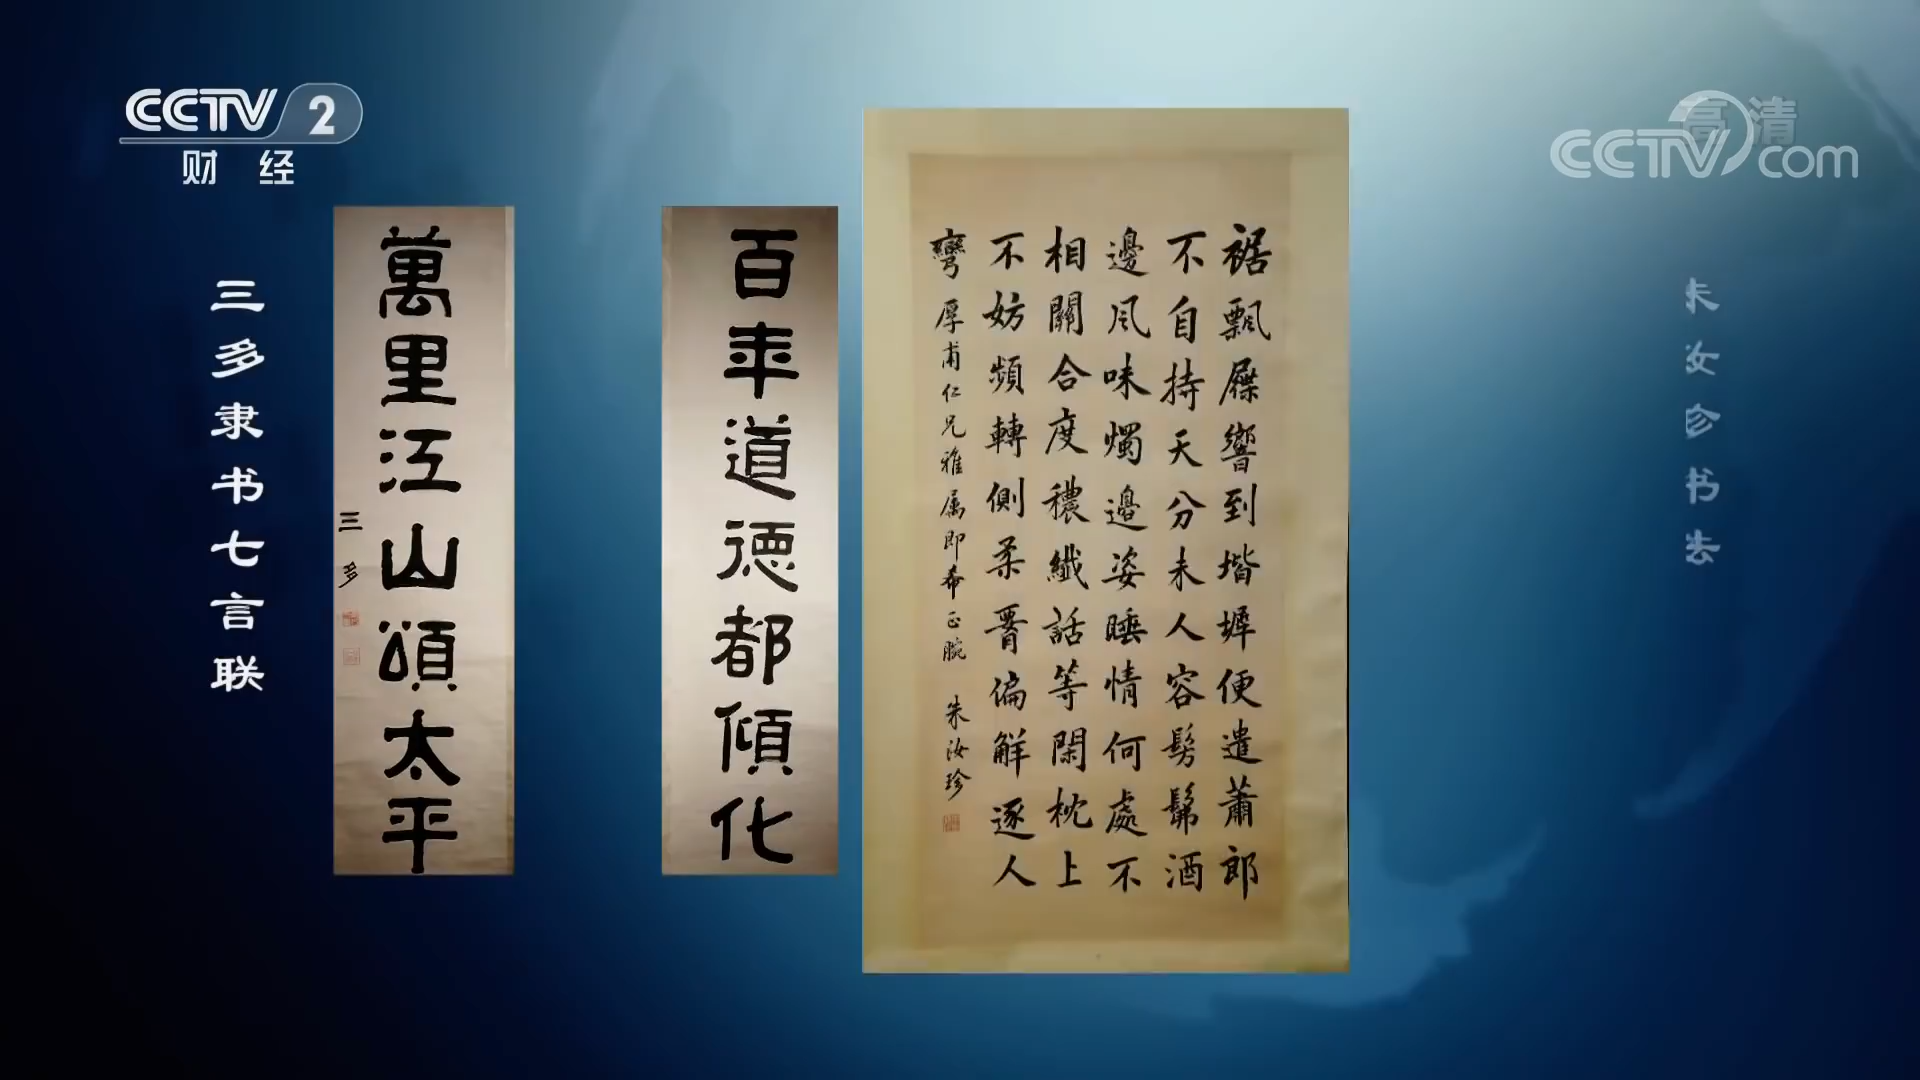 CCTV 2
财经
高清
CCTV com
三多隶书七言联
萬里江山頌太平
三多
百年道德都傾化
裾飄屧響到堦墀便遣蕭郎
不自持天分未人容髣髴酒
邊風味燭邊姿睡情何處不
相關合度穠纖話等閑枕上
不妨頻轉側柔腰偏解逐人
彎 厚甫仁兄雅属即希正腕 朱汝珍
朱汝珍书法